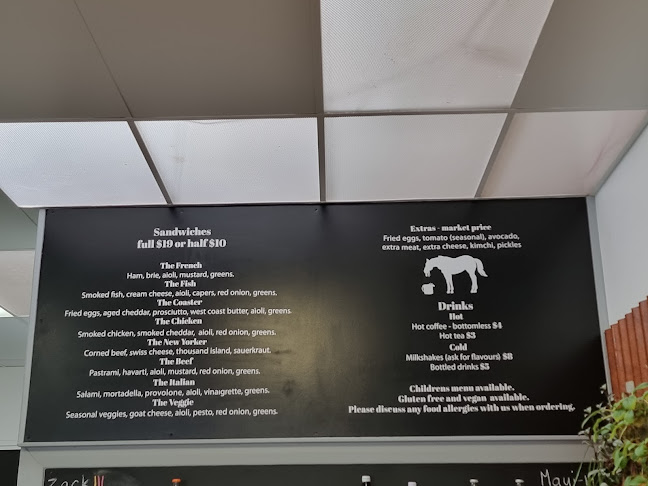 Sandwiches
full $19 or half $10
The French
Ham, brie, aioli, mustard, greens.
The Fish
Smoked fish, cream cheese, aioli, capers, red onion, greens.
The Coaster
Fried eggs, aged cheddar, prosciutto, west coast butter, aioli, greens.
The Chicken
Smoked chicken, smoked cheddar, aioli, red onion, greens.
The New Yorker
Corned beef, swiss cheese, thousand island, sauerkraut.
The Beef
Pastrami, havarti, aioli, mustard, red onion, greens.
The Italian
Salami, mortadella, provolone, aioli, vinaigrette, greens.
The Veggie
Seasonal veggies, goat cheese, aioli, pesto, red onion, greens.
Extras - market price
Fried eggs, tomato (seasonal), avocado,
extra meat, extra cheese, kimchi, pickles
Drinks
Hot
Hot coffee - bottomless $4
Hot tea $3
Cold
Milkshakes (ask for flavours) $8
Bottled drinks $5
Childrens menu available.
Gluten free and vegan available.
Please discuss any food allergies with us when ordering.
Zack!!!